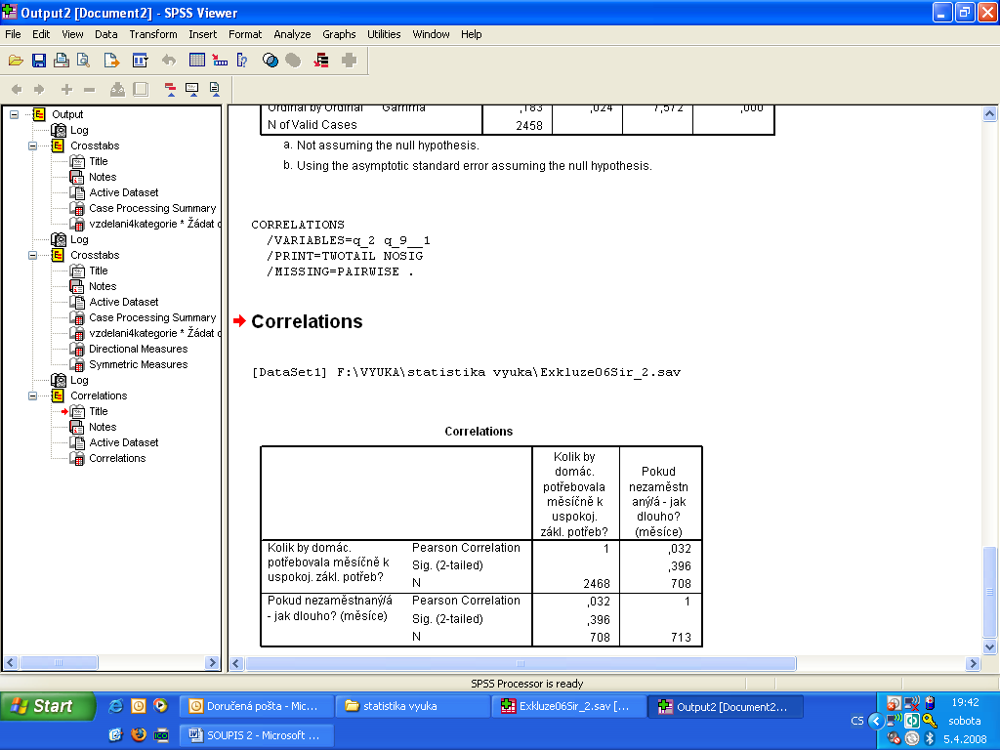 Output2 [Document2] - SPSS Viewer
File Edit View Data Transform Insert Format Analyze Graphs Utilities Window Help
Output
Log
Crosstabs
Title
Notes
Active Dataset
Case Processing Summary
vzdelani4kategorie * Žádat o
Log
Crosstabs
Title
Notes
Active Dataset
Case Processing Summary
vzdelani4kategorie * Žádat o
Directional Measures
Symmetric Measures
Log
Correlations
Title
Notes
Active Dataset
Correlations
Ordinal by Ordinal Gamma ,183 ,024 7,572 ,000
N of Valid Cases 2458
a. Not assuming the null hypothesis.
b. Using the asymptotic standard error assuming the null hypothesis.
CORRELATIONS
/VARIABLES=q_2 q_9__1
/PRINT=TWOTAIL NOSIG
/MISSING=PAIRWISE .
Correlations
[DataSet1] F:\VYUKA\statistika vyuka\Exkluze06Sir_2.sav
Correlations
Kolik by
domác.
potřebovala
měsíčně k
uspokoj.
zákl. potřeb?
Pokud
nezaměstn
aný/á - jak
dlouho?
(měsíce)
Kolik by domác.
potřebovala měsíčně k
uspokoj. zákl. potřeb?
Pearson Correlation 1 ,032
Sig. (2-tailed) ,396
N 2468 708
Pokud nezaměstnaný/á
- jak dlouho? (měsíce)
Pearson Correlation ,032 1
Sig. (2-tailed) ,396
N 708 713
SPSS Processor is ready
Start
Doručená pošta - Mic...
statistika vyuka
Exkluze06Sir_2.sav [...
Output2 [Document2...
SOUPIS 2 - Microsoft ...
CS
19:42
sobota
5.4.2008